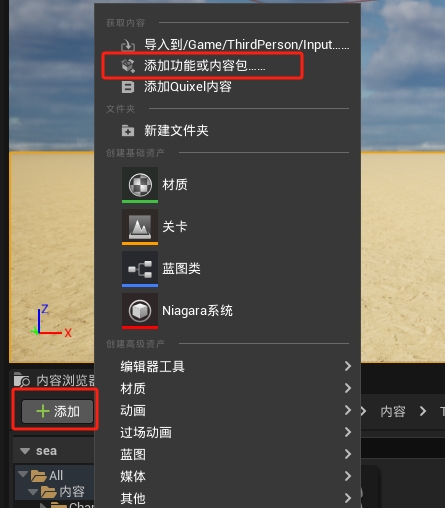 获取内容
导入到/Game/ThirdPerson/Input......
添加功能或内容包......
添加Quixel内容
文件夹
新建文件夹
创建基础资产
材质
关卡
蓝图类
Niagara系统
创建高级资产
编辑器工具
材质
动画
过场动画
蓝图
媒体
其他
Z
X
内容浏览器
添加
内容
sea
All
内容